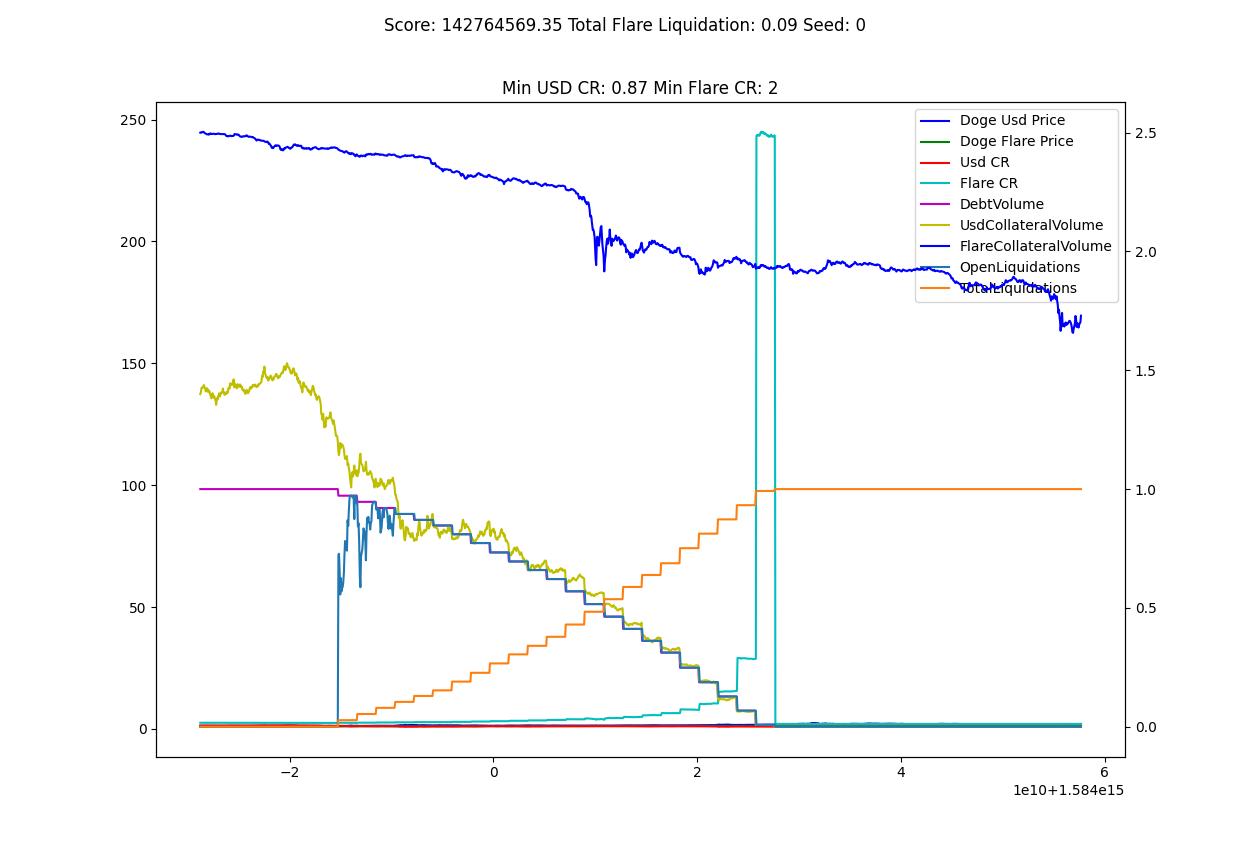 Score: 142764569.35 Total Flare Liquidation: 0.09 Seed: 0
Min USD CR: 0.87 Min Flare CR: 2
250
200
150
100
50
0
2.5
2.0
1.5
1.0
0.5
0.0
Doge Usd Price
Doge Flare Price
Usd CR
Flare CR
DebtVolume
UsdCollateralVolume
FlareCollateralVolume
OpenLiquidations
TotalLiquidations
−2
0
2
4
6
1e10+1.584e15